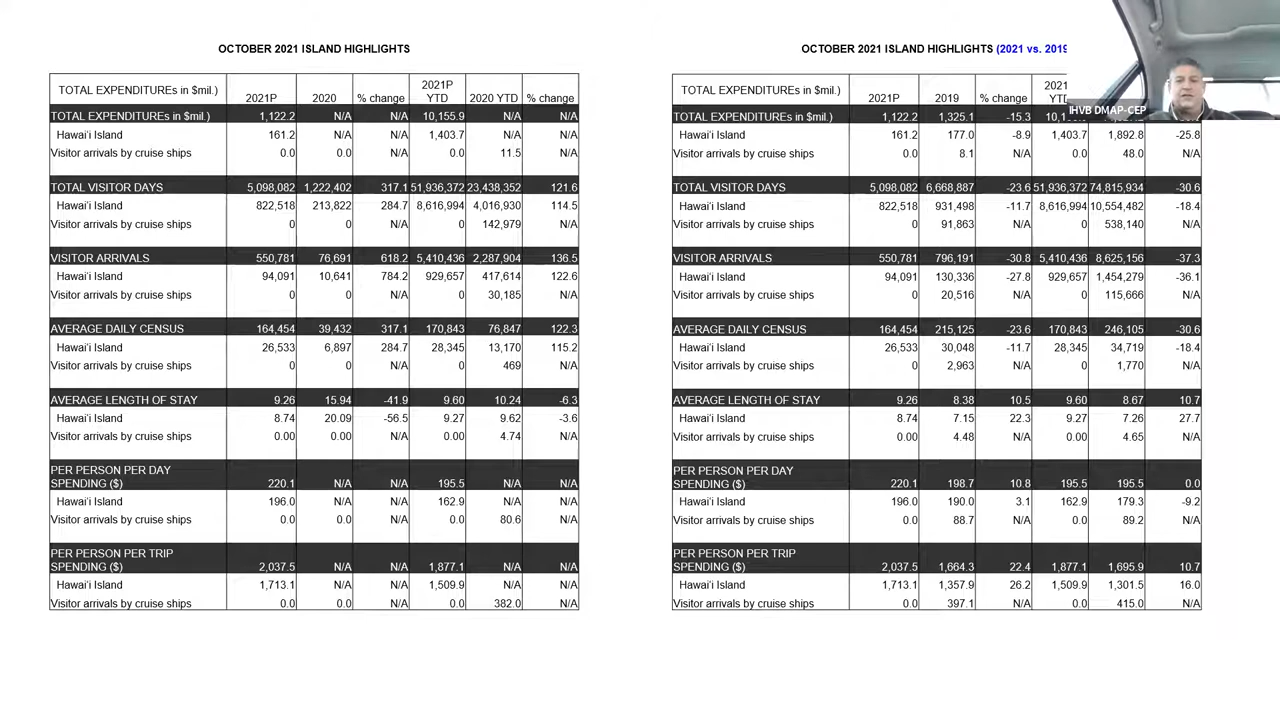 OCTOBER 2021 ISLAND HIGHLIGHTS
TOTAL EXPENDITUREs in $mil.) 2021P 2020 % change 2021P YTD 2020 YTD % change
TOTAL EXPENDITUREs in $mil.) 1,122.2 N/A N/A 10,155.9 N/A N/A
Hawai'i Island 161.2 N/A N/A 1,403.7 N/A N/A
Visitor arrivals by cruise ships 0.0 0.0 N/A 0.0 11.5 N/A
TOTAL VISITOR DAYS 5,098,082 1,222,402 317.1 51,936,372 23,438,352 121.6
Hawai'i Island 822,518 213,822 284.7 8,616,994 4,016,930 114.5
Visitor arrivals by cruise ships 0 0 N/A 0 142,979 N/A
VISITOR ARRIVALS 550,781 76,691 618.2 5,410,436 2,287,904 136.5
Hawai'i Island 94,091 10,641 784.2 929,657 417,614 122.6
Visitor arrivals by cruise ships 0 0 N/A 0 30,185 N/A
AVERAGE DAILY CENSUS 164,454 39,432 317.1 170,843 76,847 122.3
Hawai'i Island 26,533 6,897 284.7 28,345 13,170 115.2
Visitor arrivals by cruise ships 0 0 N/A 0 469 N/A
AVERAGE LENGTH OF STAY 9.26 15.94 -41.9 9.60 10.24 -6.3
Hawai'i Island 8.74 20.09 -56.5 9.27 9.62 -3.6
Visitor arrivals by cruise ships 0.00 0.00 N/A 0.00 4.74 N/A
PER PERSON PER DAY
SPENDING ($) 220.1 N/A N/A 195.5 N/A N/A
Hawai'i Island 196.0 N/A N/A 162.9 N/A N/A
Visitor arrivals by cruise ships 0.0 0.0 N/A 0.0 80.6 N/A
PER PERSON PER TRIP
SPENDING ($) 2,037.5 N/A N/A 1,877.1 N/A N/A
Hawai'i Island 1,713.1 N/A N/A 1,509.9 N/A N/A
Visitor arrivals by cruise ships 0.0 0.0 N/A 0.0 382.0 N/A
OCTOBER 2021 ISLAND HIGHLIGHTS (2021 vs. 2019
TOTAL EXPENDITUREs in $mil.) 2021P 2019 % change
IHVB DMAP-CEP
TOTAL EXPENDITUREs in $mil.) 1,122.2 1,325.1 -15.3
Hawai'i Island 161.2 177.0 -8.9 1,403.7 1,892.8 -25.8
Visitor arrivals by cruise ships 0.0 8.1 N/A 0.0 48.0 N/A
TOTAL VISITOR DAYS 5,098,082 6,668,887 -23.6 51,936,372 74,815,934 -30.6
Hawai'i Island 822,518 931,498 -11.7 8,616,994 10,554,482 -18.4
Visitor arrivals by cruise ships 0 91,863 N/A 0 538,140 N/A
VISITOR ARRIVALS 550,781 796,191 -30.8 5,410,436 8,625,156 -37.3
Hawai'i Island 94,091 130,336 -27.8 929,657 1,454,279 -36.1
Visitor arrivals by cruise ships 0 20,516 N/A 0 115,666 N/A
AVERAGE DAILY CENSUS 164,454 215,125 -23.6 170,843 246,105 -30.6
Hawai'i Island 26,533 30,048 -11.7 28,345 34,719 -18.4
Visitor arrivals by cruise ships 0 2,963 N/A 0 1,770 N/A
AVERAGE LENGTH OF STAY 9.26 8.38 10.5 9.60 8.67 10.7
Hawai'i Island 8.74 7.15 22.3 9.27 7.26 27.7
Visitor arrivals by cruise ships 0.00 4.48 N/A 0.00 4.65 N/A
PER PERSON PER DAY
SPENDING ($) 220.1 198.7 10.8 195.5 195.5 0.0
Hawai'i Island 196.0 190.0 3.1 162.9 179.3 -9.2
Visitor arrivals by cruise ships 0.0 88.7 N/A 0.0 89.2 N/A
PER PERSON PER TRIP
SPENDING ($) 2,037.5 1,664.3 22.4 1,877.1 1,695.9 10.7
Hawai'i Island 1,713.1 1,357.9 26.2 1,509.9 1,301.5 16.0
Visitor arrivals by cruise ships 0.0 397.1 N/A 0.0 415.0 N/A